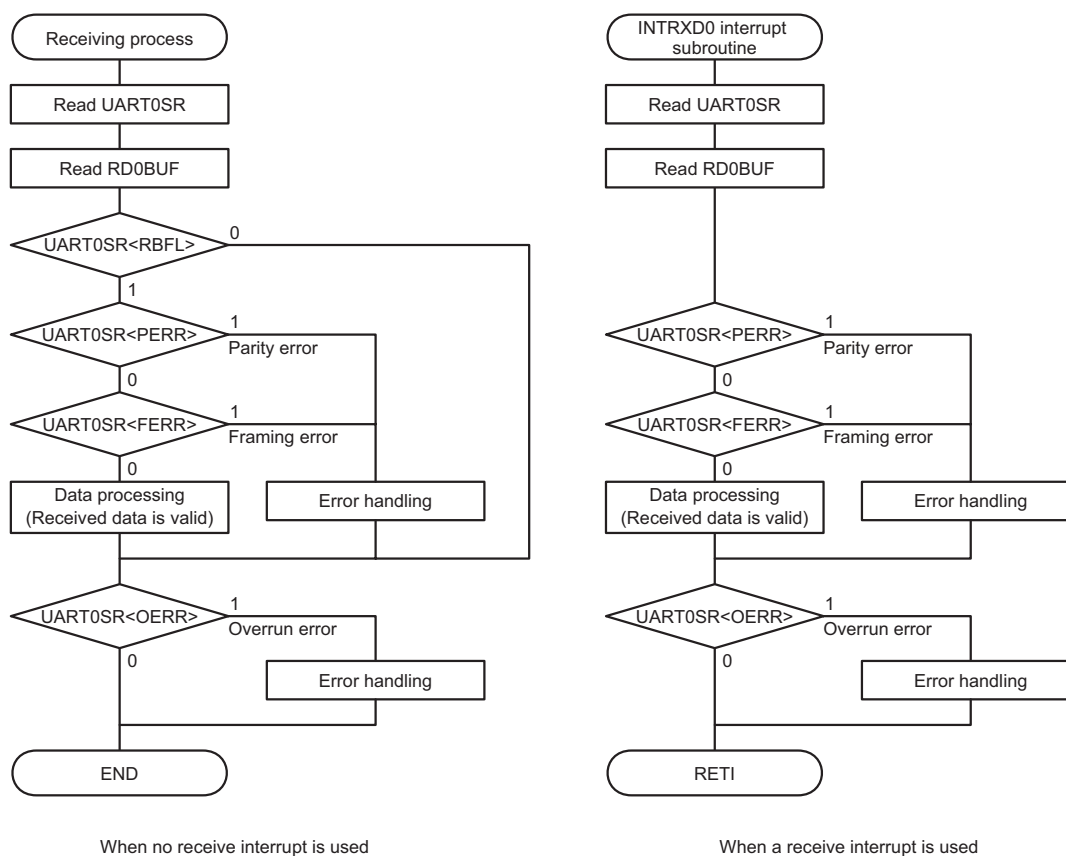 Receiving process
Read UART0SR
Read RD0BUF
UART0SR<RBFL>
0
1
UART0SR<PERR>
1
Parity error
0
UART0SR<FERR>
1
Framing error
0
Data processing
(Received data is valid)
Error handling
UART0SR<OERR>
1
Overrun error
0
Error handling
END
When no receive interrupt is used
INTRXD0 interrupt
subroutine
Read UART0SR
Read RD0BUF
UART0SR<PERR>
1
Parity error
0
UART0SR<FERR>
1
Framing error
0
Data processing
(Received data is valid)
Error handling
UART0SR<OERR>
1
Overrun error
0
Error handling
RETI
When a receive interrupt is used